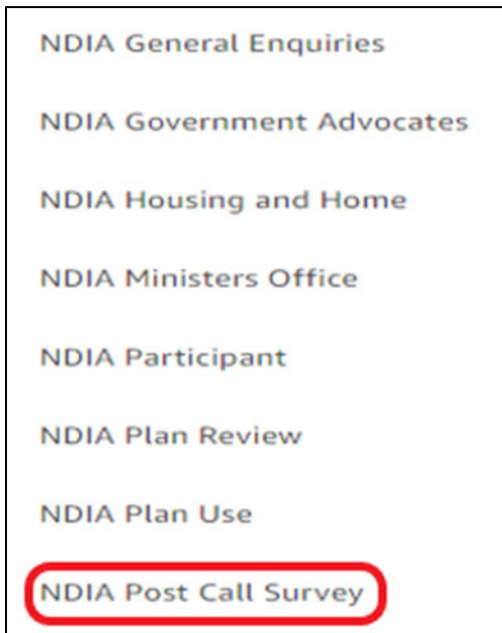 NDIA General Enquiries
NDIA Government Advocates
NDIA Housing and Home
NDIA Ministers Office
NDIA Participant
NDIA Plan Review
NDIA Plan Use
NDIA Post Call Survey